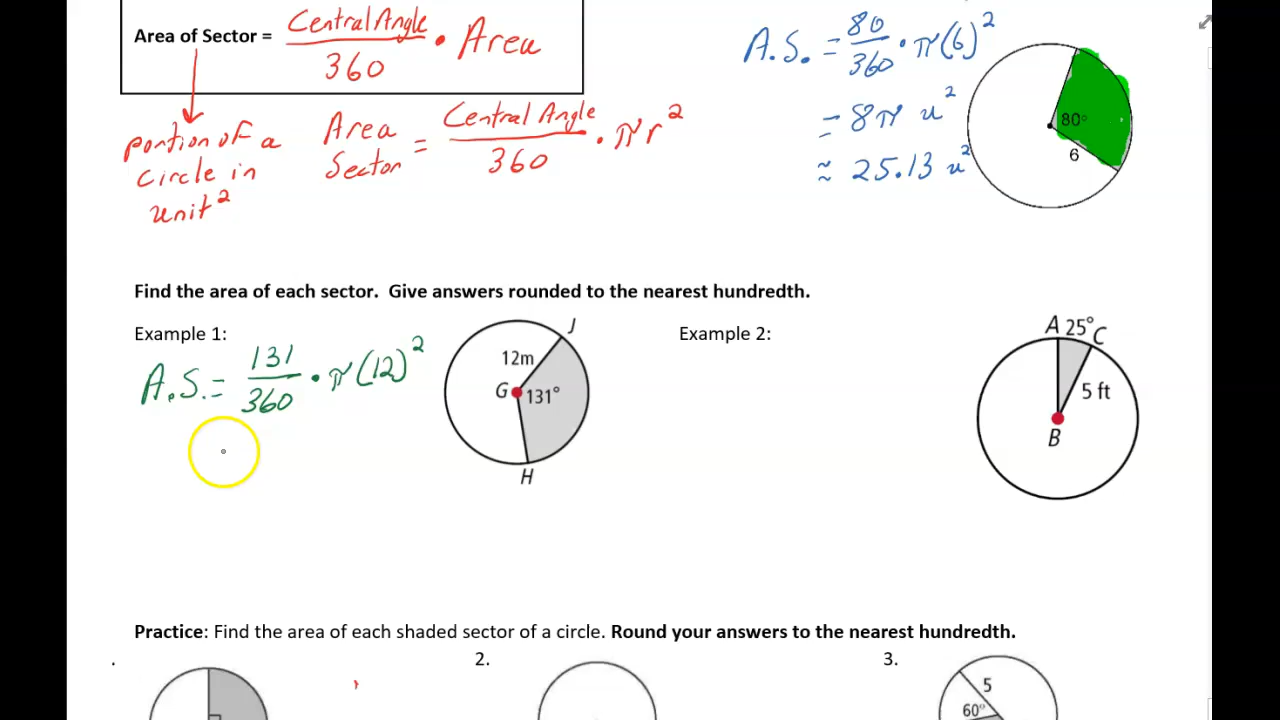 Area of Sector = Central Angle / 360 • Area
portion of a circle in unit²
Area Sector = Central Angle / 360 • πr²
A.S. = 80/360 • π(6)²
= 8π u²
≈ 25.13 u²
80°
6
Find the area of each sector.  Give answers rounded to the nearest hundredth.
Example 1:
A.S. = 131/360 • π(12)²
J
12m
G
131°
H
Example 2:
A 25° C
5 ft
B
Practice: Find the area of each shaded sector of a circle. Round your answers to the nearest hundredth.
.
2.
3.
5
60°